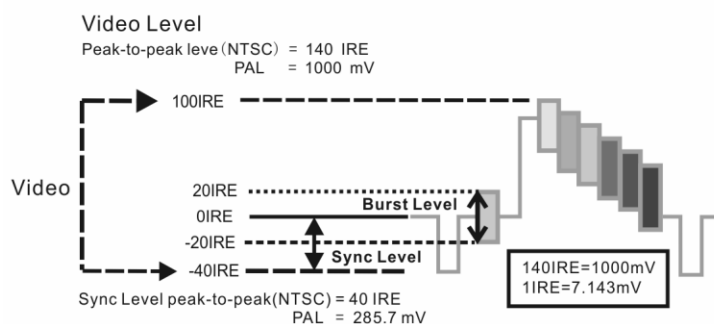 Video Level
Peak-to-peak leve(NTSC) = 140 IRE
PAL = 1000 mV
100IRE
Video
20IRE
Burst Level
0IRE
-20IRE
Sync Level
-40IRE
140IRE=1000mV
1IRE=7.143mV
Sync Level peak-to-peak(NTSC) = 40 IRE
PAL = 285.7 mV